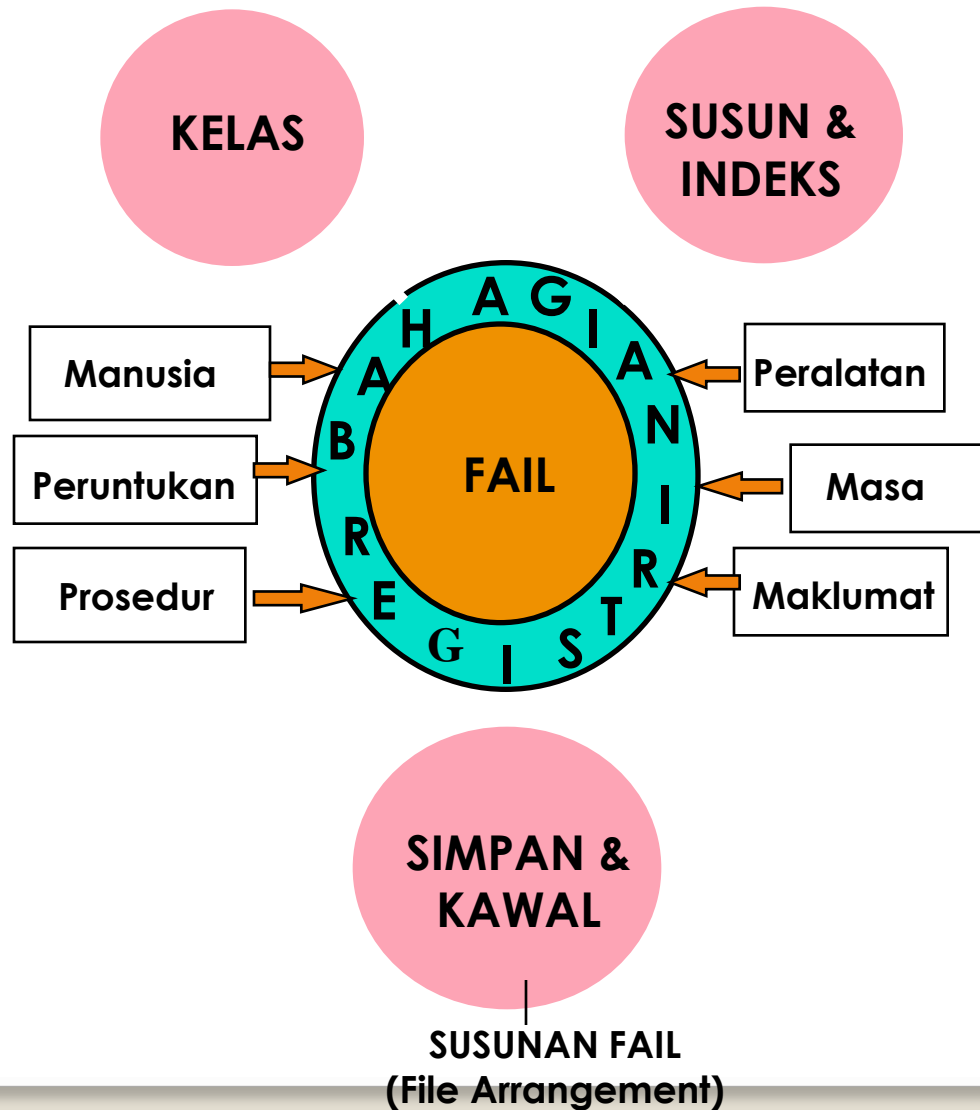 KELAS
SUSUN &
INDEKS
BAHAGIAN
REGISTRI
FAIL
Manusia
Peruntukan
Prosedur
Peralatan
Masa
Maklumat
SIMPAN &
KAWAL
SUSUNAN FAIL
(File Arrangement)